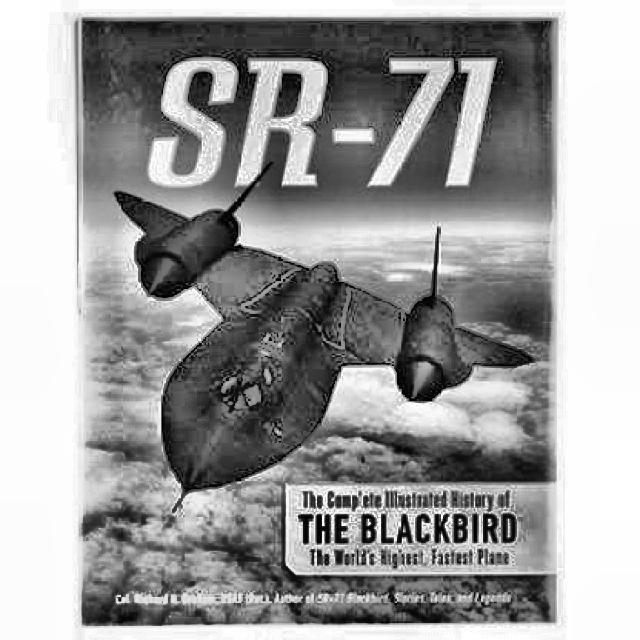 SR-71
The Complete Illustrated History of
THE BLACKBIRD
The World's Highest, Fastest Plane
Col. Richard H. Graham, USAF (Ret.), Author of SR-71 Blackbird: Stories, Tales, and Legends